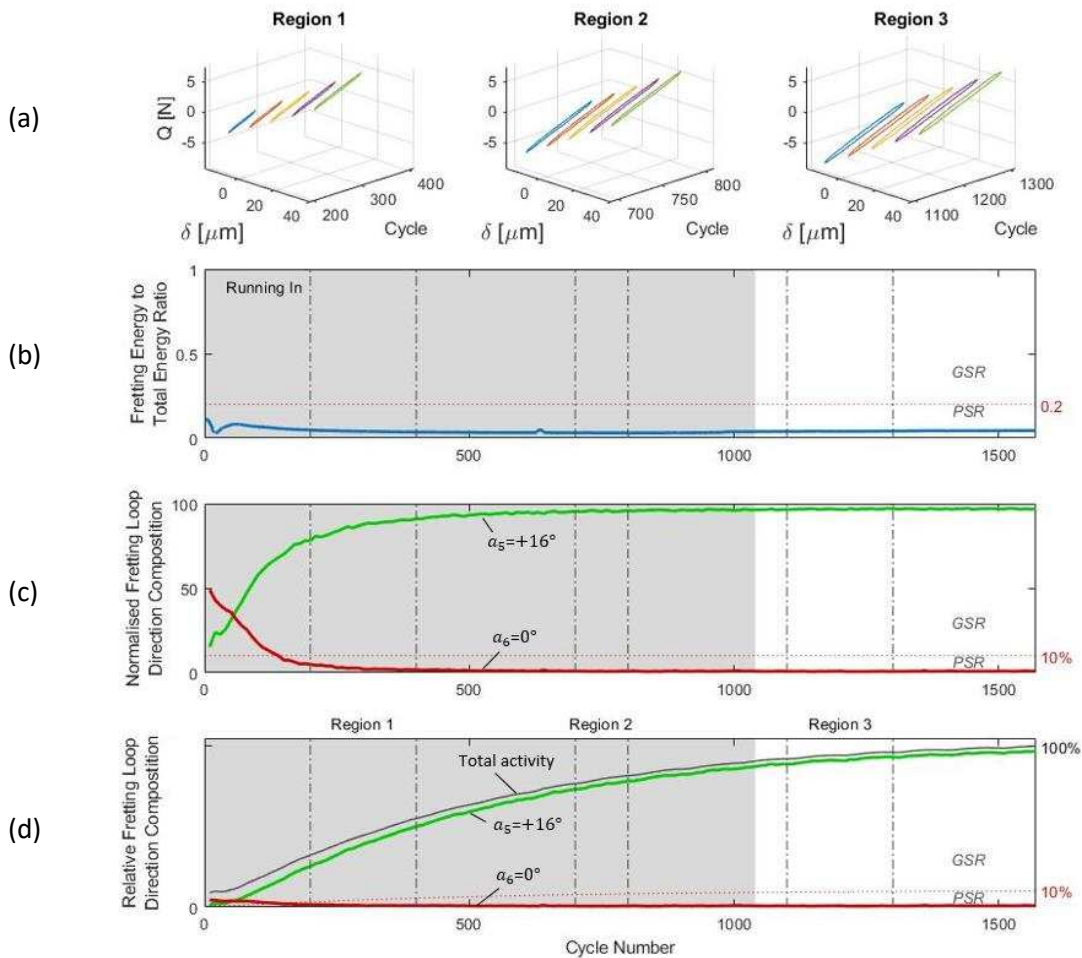 Region 1 Region 2 Region 3
(a)
Q [N]
5
0
-5
0
20
40
200
300
400
δ [μm]
Cycle
5
0
-5
0
20
40
700
750
800
δ [μm]
Cycle
5
0
-5
0
20
40
1100
1200
1300
δ [μm]
Cycle
(b)
Fretting Energy to
Total Energy Ratio
1
0.5
0
Running In
GSR
PSR
0.2
0 500 1000 1500
(c)
Normalised Fretting Loop
Direction Compostition
100
50
0
a₅=+16°
a₆=0°
GSR
PSR
10%
0 500 1000 1500
Region 1 Region 2 Region 3
(d)
Relative Fretting Loop
Direction Compostition
0
Total activity
a₅=+16°
a₆=0°
100%
GSR
PSR
10%
0 500 1000 1500
Cycle Number